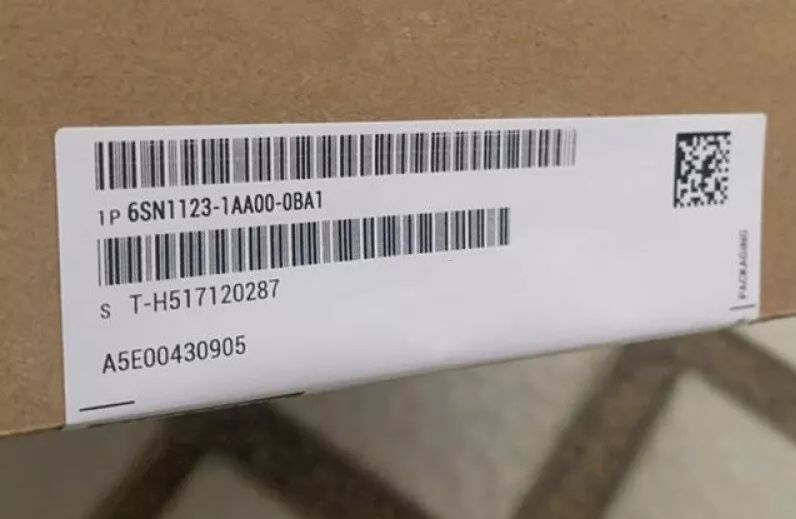 1P 6SN1123-1AA00-0BA1
S T-H517120287
A5E00430905
PACKAGING